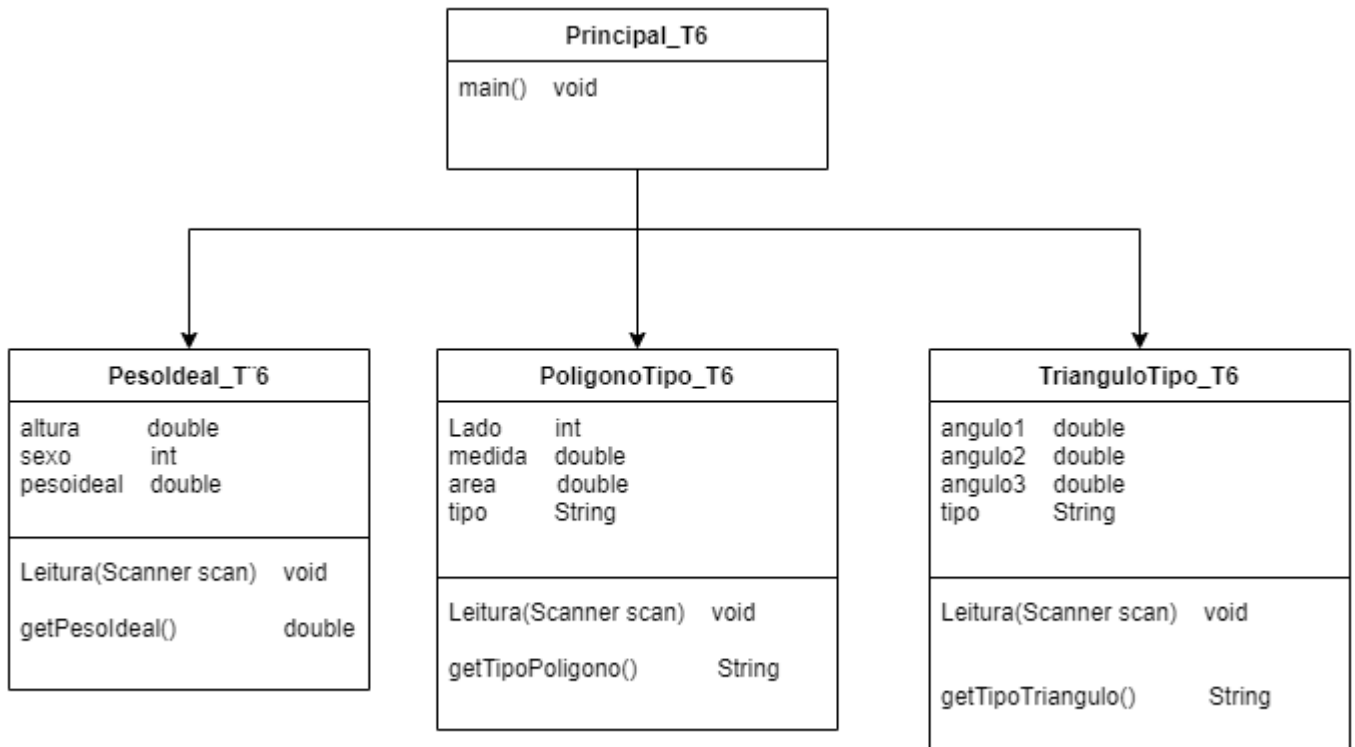 Principal_T6
main() void
PesoIdeal_T¨6
altura double
sexo int
pesoideal double
Leitura(Scanner scan) void
getPesoIdeal() double
PoligonoTipo_T6
Lado int
medida double
area double
tipo String
Leitura(Scanner scan) void
getTipoPoligono() String
TrianguloTipo_T6
angulo1 double
angulo2 double
angulo3 double
tipo String
Leitura(Scanner scan) void
getTipoTriangulo() String